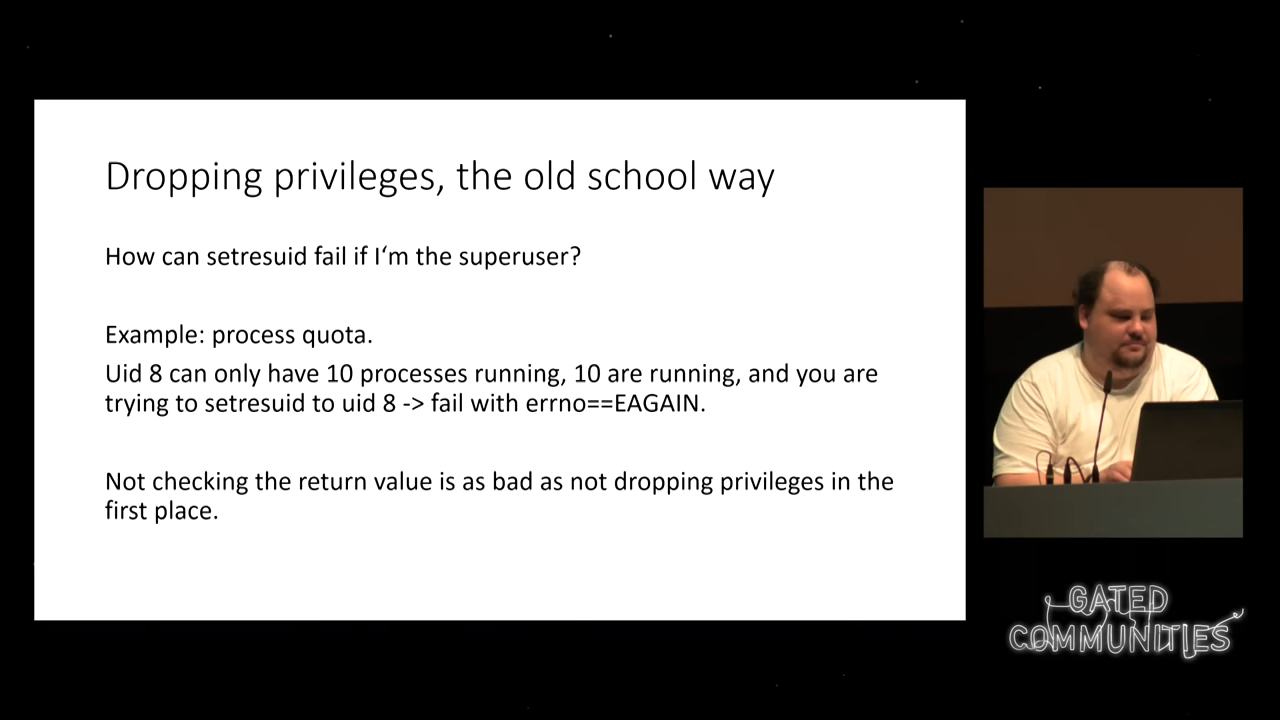 Dropping privileges, the old school way
How can setresuid fail if I‘m the superuser?
Example: process quota.
Uid 8 can only have 10 processes running, 10 are running, and you are
trying to setresuid to uid 8 -> fail with errno==EAGAIN.
Not checking the return value is as bad as not dropping privileges in the
first place.
GATED
COMMUNITIES